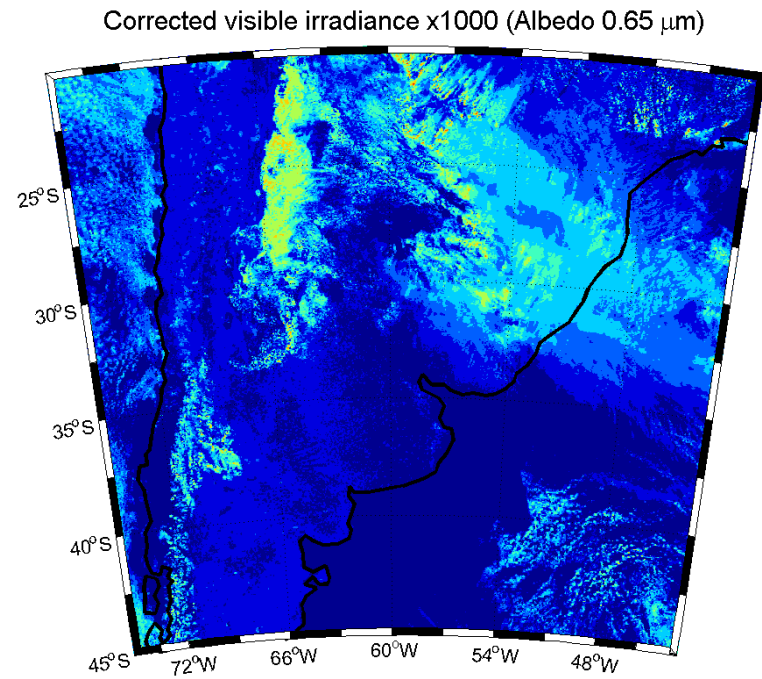 Corrected visible irradiance x1000 (Albedo 0.65 μm)
25°S
30°S
35°S
40°S
45°S
72°W
66°W
60°W
54°W
48°W